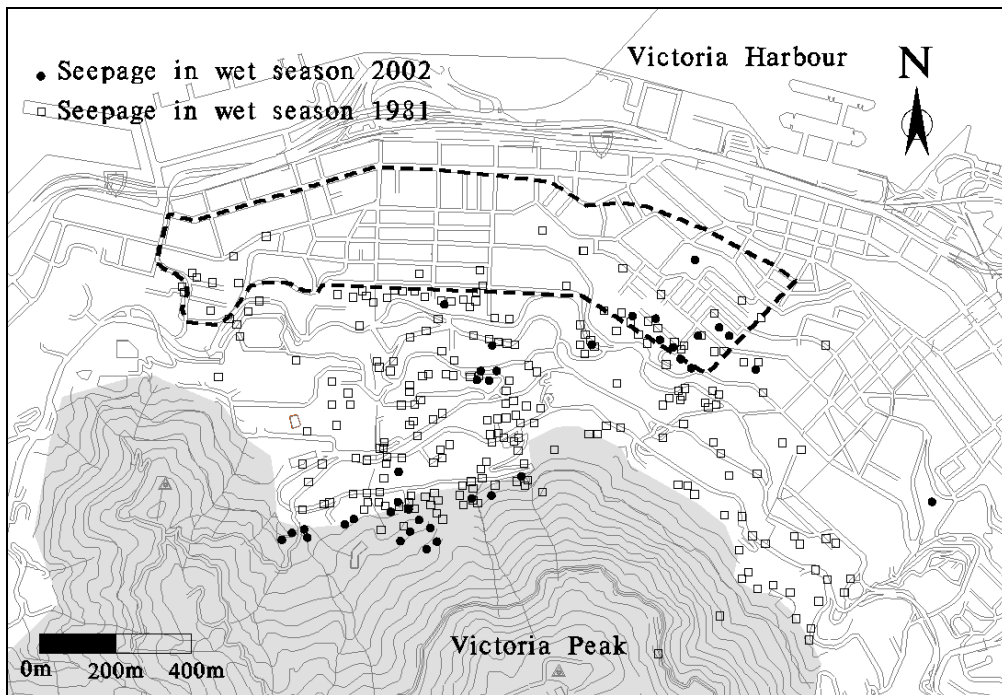 Seepage in wet season 2002
Seepage in wet season 1981
Victoria Harbour
N
Victoria Peak
0m 200m 400m